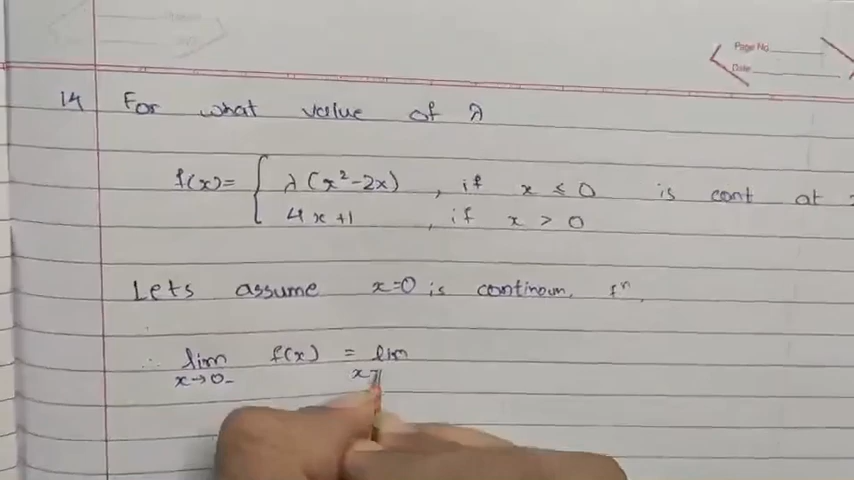 Page No.
Date
14 For what value of λ
f(x)= { λ(x²-2x) , if x ≤ 0 is cont at
4x+1 , if x > 0
Lets assume x=0 is continoun. fⁿ.
∴ lim f(x) = lim
x→0- x→